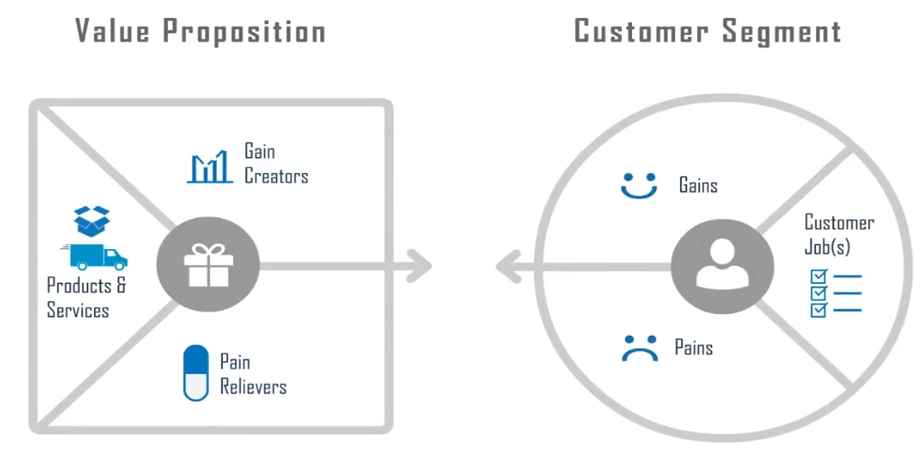 Value Proposition
Customer Segment
Gain
Creators
Products &
Services
Pain
Relievers
Gains
Customer
Job(s)
Pains